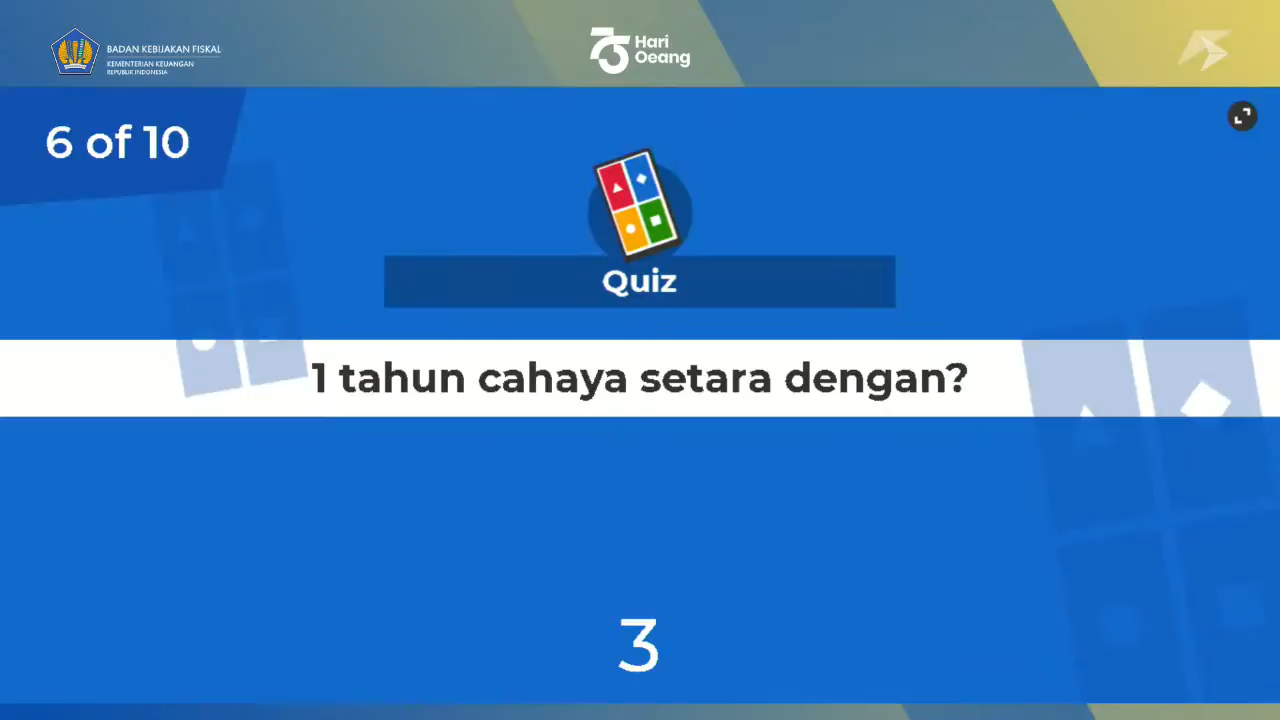 BADAN KEBIJAKAN FISKAL
KEMENTERIAN KEUANGAN
REPUBLIK INDONESIA
75 Hari
Oeang
6 of 10
Quiz
1 tahun cahaya setara dengan?
3